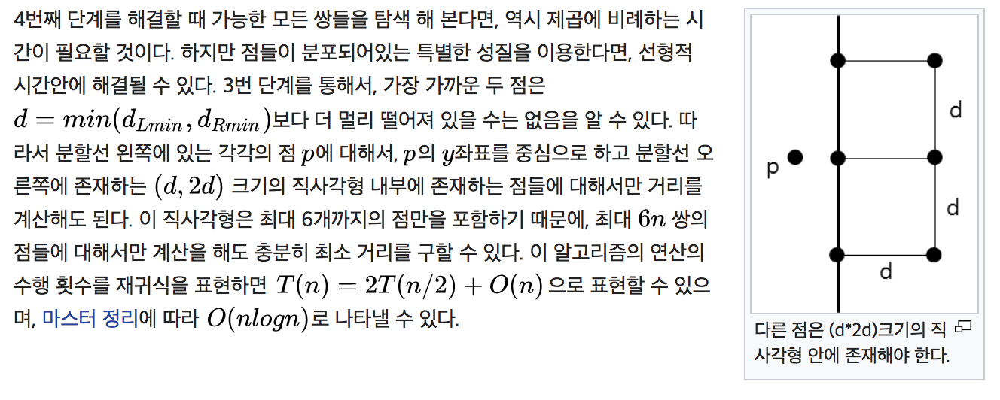 4번째 단계를 해결할 때 가능한 모든 쌍들을 탐색 해 본다면, 역시 제곱에 비례하는 시
간이 필요할 것이다. 하지만 점들이 분포되어있는 특별한 성질을 이용한다면, 선형적
시간안에 해결될 수 있다. 3번 단계를 통해서, 가장 가까운 두 점은
d = min(d_{Lmin}, d_{Rmin})보다 더 멀리 떨어져 있을 수는 없음을 알 수 있다. 따
라서 분할선 왼쪽에 있는 각각의 점 p에 대해서, p의 y좌표를 중심으로 하고 분할선 오
른쪽에 존재하는 (d, 2d) 크기의 직사각형 내부에 존재하는 점들에 대해서만 거리를
계산해도 된다. 이 직사각형은 최대 6개까지의 점만을 포함하기 때문에, 최대 6n 쌍의
점들에 대해서만 계산을 해도 충분히 최소 거리를 구할 수 있다. 이 알고리즘의 연산의
수행 횟수를 재귀식을 표현하면 T(n) = 2T(n/2) + O(n) 으로 표현할 수 있으
며, 마스터 정리에 따라 O(nlogn)로 나타낼 수 있다.
d
p
d
d
다른 점은 (d*2d)크기의 직
사각형 안에 존재해야 한다.